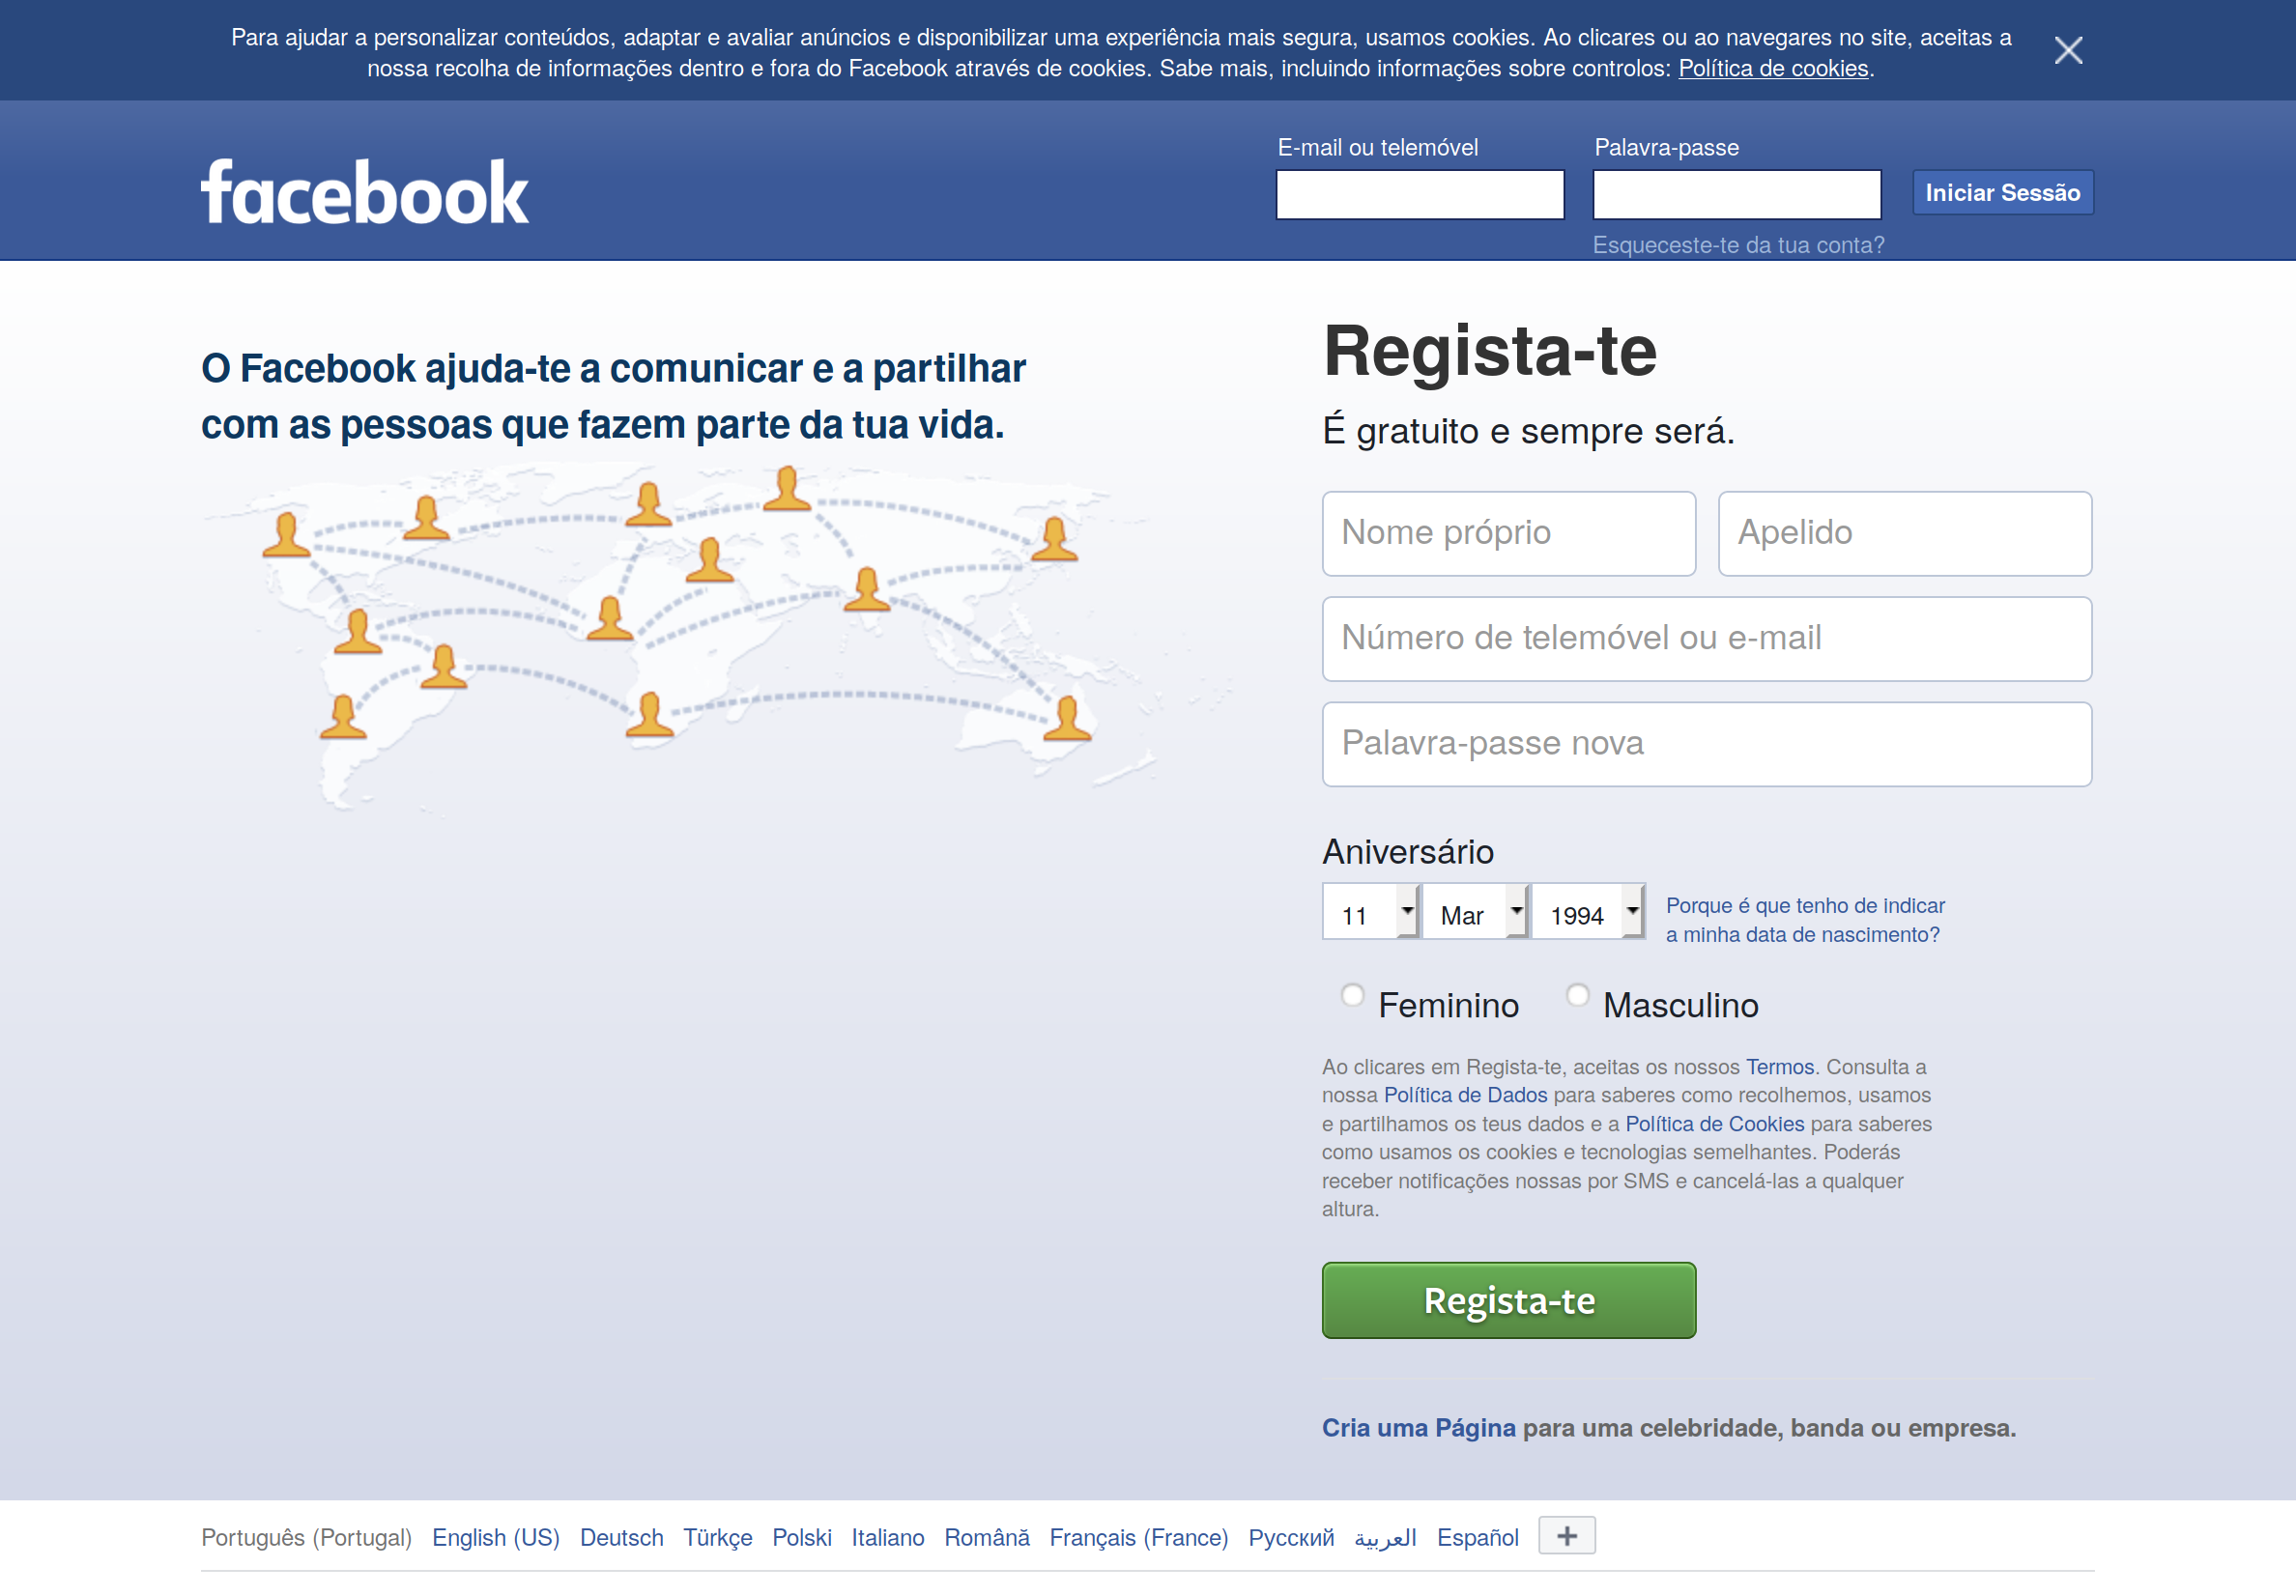 Para ajudar a personalizar conteúdos, adaptar e avaliar anúncios e disponibilizar uma experiência mais segura, usamos cookies. Ao clicares ou ao navegares no site, aceitas a
nossa recolha de informações dentro e fora do Facebook através de cookies. Sabe mais, incluindo informações sobre controlos: Política de cookies.
facebook
E-mail ou telemóvel
Palavra-passe
Iniciar Sessão
Esqueceste-te da tua conta?
O Facebook ajuda-te a comunicar e a partilhar
com as pessoas que fazem parte da tua vida.
Regista-te
É gratuito e sempre será.
Nome próprio
Apelido
Número de telemóvel ou e-mail
Palavra-passe nova
Aniversário
11
Mar
1994
Porque é que tenho de indicar
a minha data de nascimento?
Feminino
Masculino
Ao clicares em Regista-te, aceitas os nossos Termos. Consulta a
nossa Política de Dados para saberes como recolhemos, usamos
e partilhamos os teus dados e a Política de Cookies para saberes
como usamos os cookies e tecnologias semelhantes. Poderás
receber notificações nossas por SMS e cancelá-las a qualquer
altura.
Regista-te
Cria uma Página para uma celebridade, banda ou empresa.
Português (Portugal) English (US) Deutsch Türkçe Polski Italiano Română Français (France) Русский العربية Español +